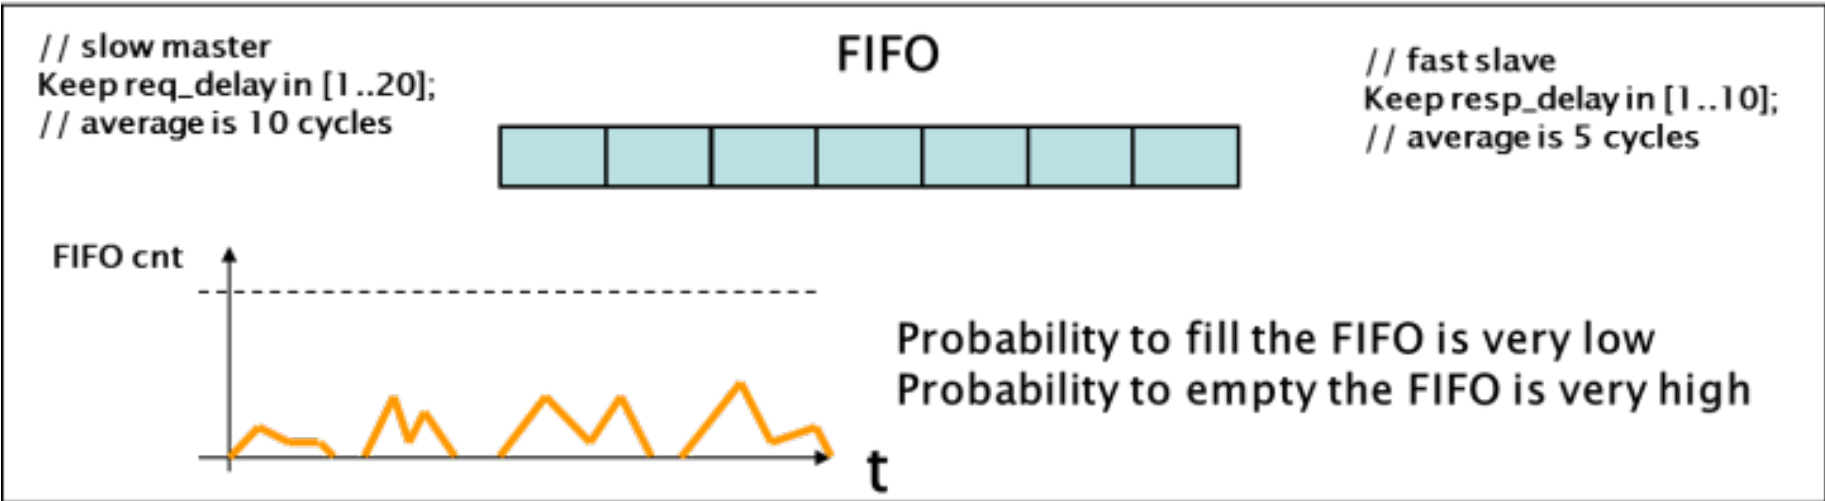 // slow master
Keep req_delay in [1..20];
// average is 10 cycles
FIFO
// fast slave
Keep resp_delay in [1..10];
// average is 5 cycles
FIFO cnt
Probability to fill the FIFO is very low
Probability to empty the FIFO is very high
t